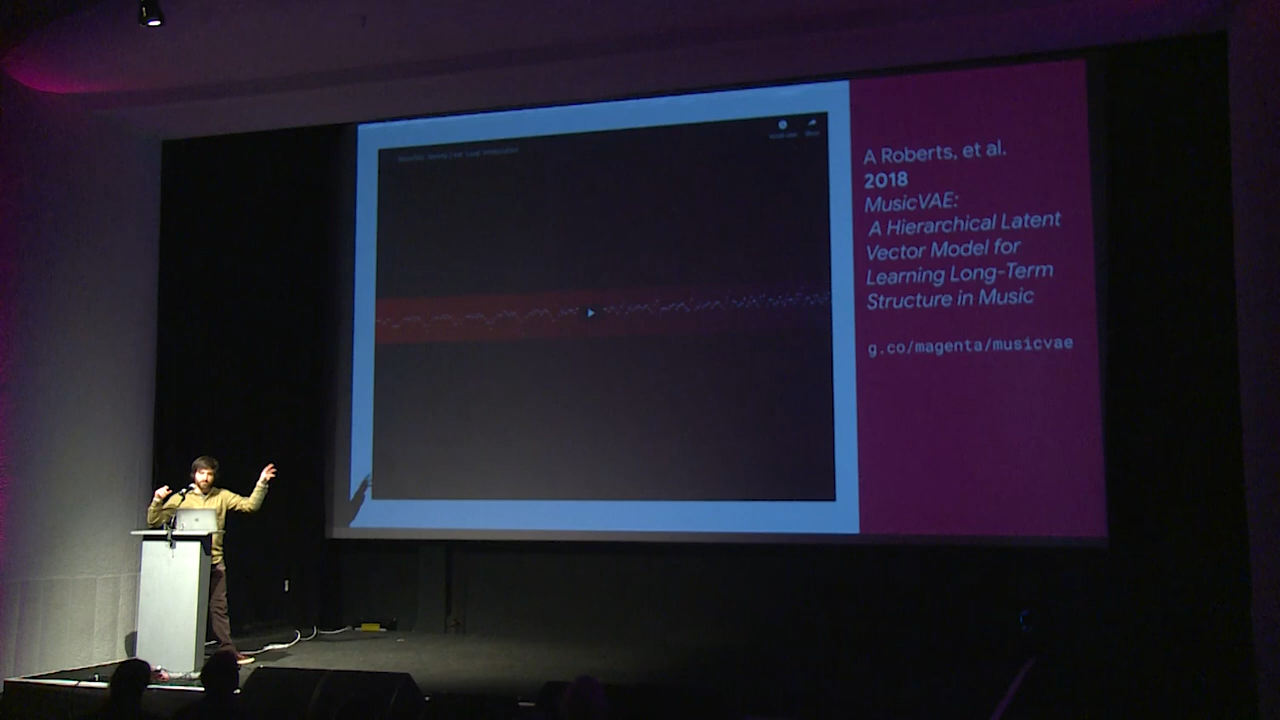 A Roberts, et al.
2018
MusicVAE:
A Hierarchical Latent
Vector Model for
Learning Long-Term
Structure in Music
g.co/magenta/musicvae